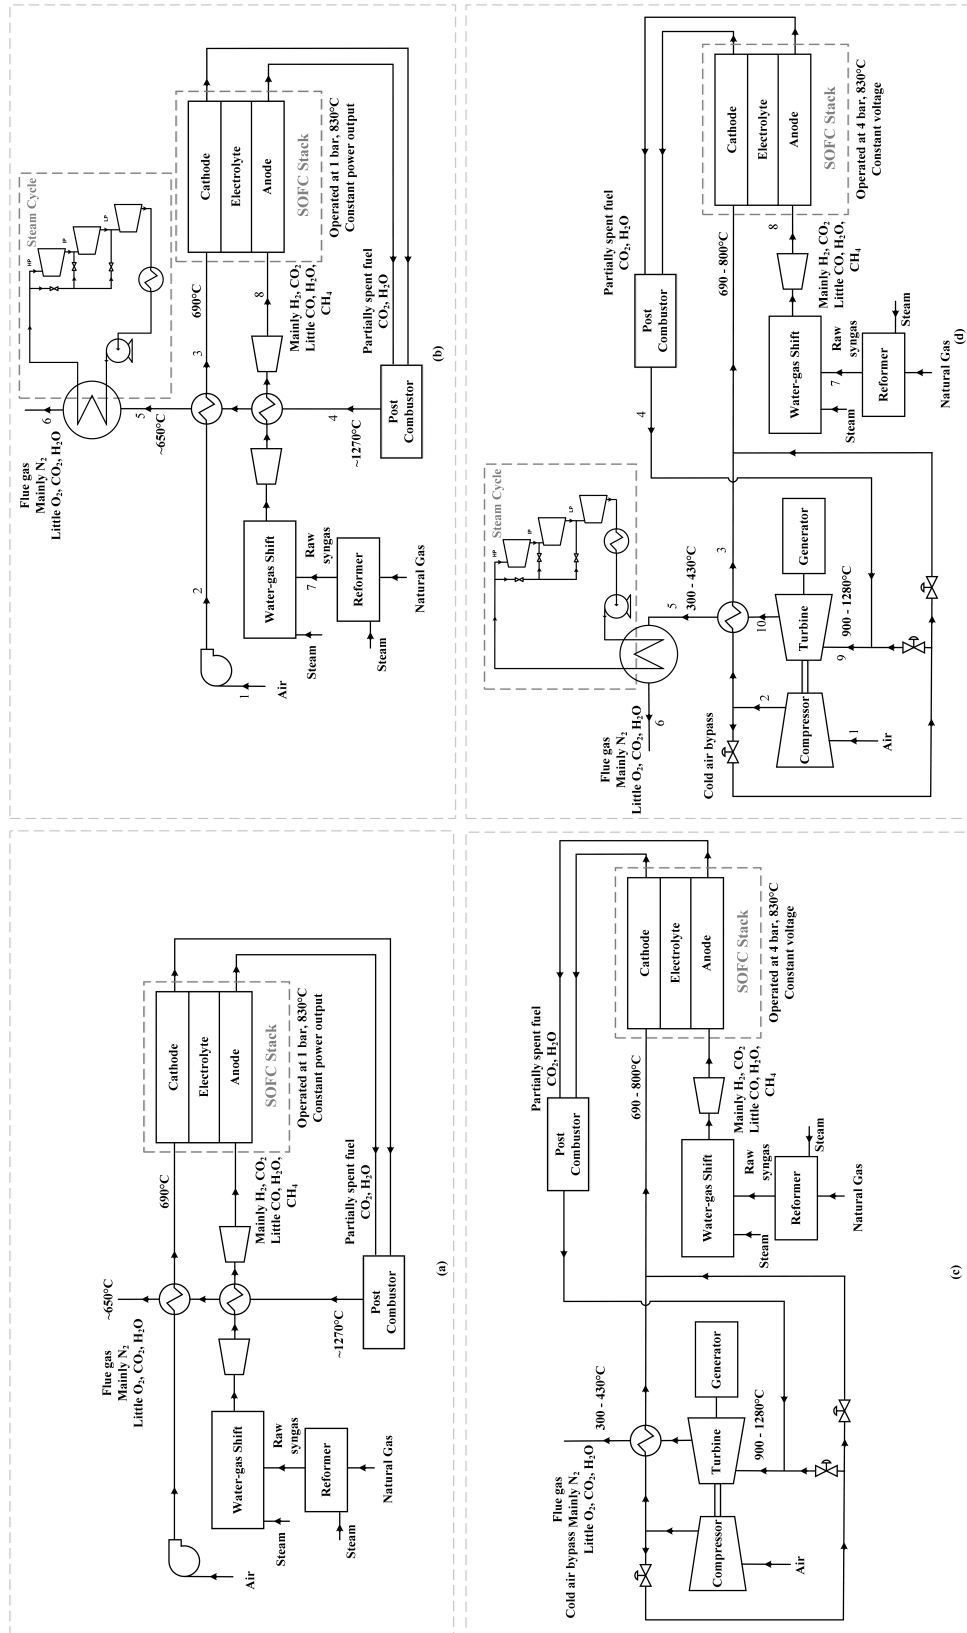 Flue gas
Mainly N2
Little O2, CO2, H2O
~650°C
690°C
Cathode
Electrolyte
Anode
SOFC Stack
Operated at 1 bar, 830°C
Constant power output
Mainly H2, CO2
Little CO, H2O,
CH4
Water-gas Shift
Raw
syngas
Reformer
Steam
Steam
Natural Gas
Air
~1270°C
Post
Combustor
Partially spent fuel
CO2, H2O
(a)
Steam Cycle
HP
IP
LP
Flue gas
Mainly N2
Little O2, CO2, H2O
6
5
~650°C
690°C
3
2
1
Air
Cathode
Electrolyte
Anode
SOFC Stack
Operated at 1 bar, 830°C
Constant power output
8
Mainly H2, CO2
Little CO, H2O,
CH4
Water-gas Shift
Raw
syngas
7
Reformer
Steam
Steam
Natural Gas
4
~1270°C
Post
Combustor
Partially spent fuel
CO2, H2O
(b)
Partially spent fuel
CO2, H2O
Post
Combustor
Flue gas
Cold air bypass Mainly N2
Little O2, CO2, H2O
300 - 430°C
690 - 800°C
Cathode
Electrolyte
Anode
SOFC Stack
Operated at 4 bar, 830°C
Constant voltage
Mainly H2, CO2
Little CO, H2O,
CH4
Water-gas Shift
Raw
syngas
Reformer
Steam
Steam
Natural Gas
Compressor
Turbine
Generator
900 - 1280°C
Air
(c)
Steam Cycle
HP
IP
LP
Partially spent fuel
CO2, H2O
Post
Combustor
4
Flue gas
Mainly N2
Little O2, CO2, H2O
6
5
300 - 430°C
Cold air bypass
3
690 - 800°C
Cathode
Electrolyte
Anode
SOFC Stack
Operated at 4 bar, 830°C
Constant voltage
8
Mainly H2, CO2
Little CO, H2O,
CH4
Water-gas Shift
Raw
syngas
7
Reformer
Steam
Steam
Natural Gas
2
10
Compressor
Turbine
Generator
9
900 - 1280°C
1
Air
(d)